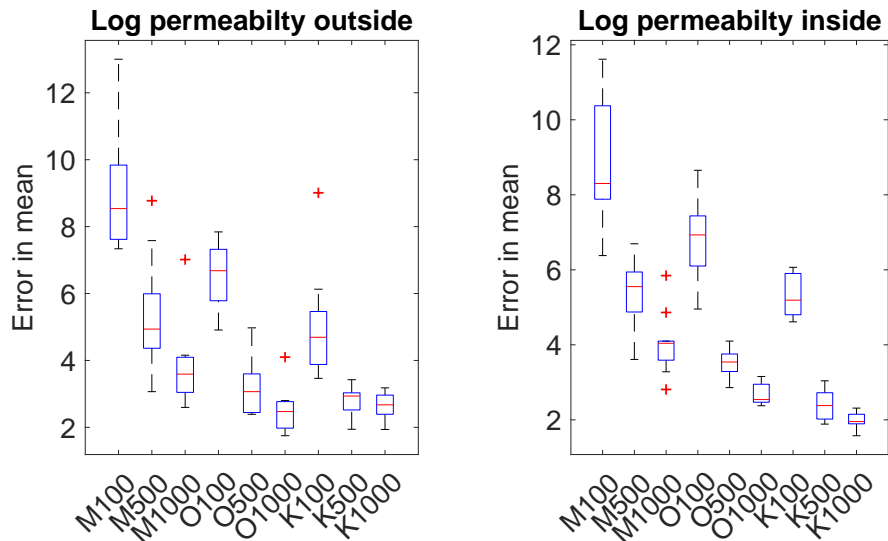 Log permeabilty outside
Error in mean
12
10
8
6
4
2
M100
M500
M1000
O100
O500
O1000
K100
K500
K1000
Log permeabilty inside
Error in mean
12
10
8
6
4
2
M100
M500
M1000
O100
O500
O1000
K100
K500
K1000